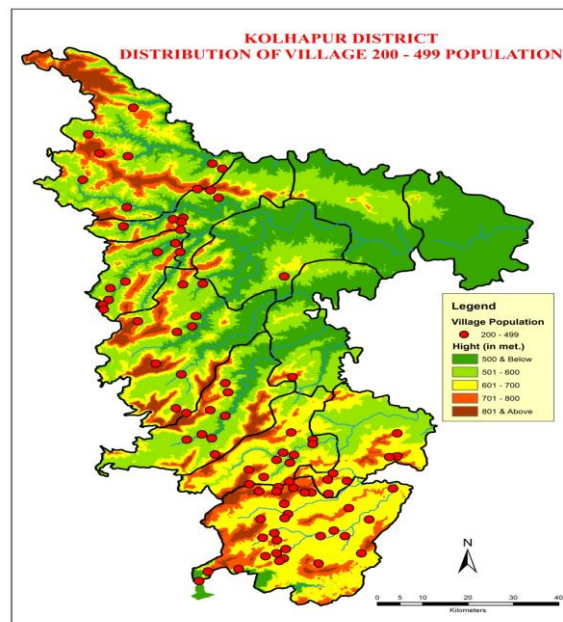 KOLHAPUR DISTRICT
DISTRIBUTION OF VILLAGE 200 - 499 POPULATION
Legend
Village Population
200 - 499
Hight (in met.)
500 & Below
501 - 600
601 - 700
701 - 800
801 & Above
N
0 5 10 20 30 40
Kilometers